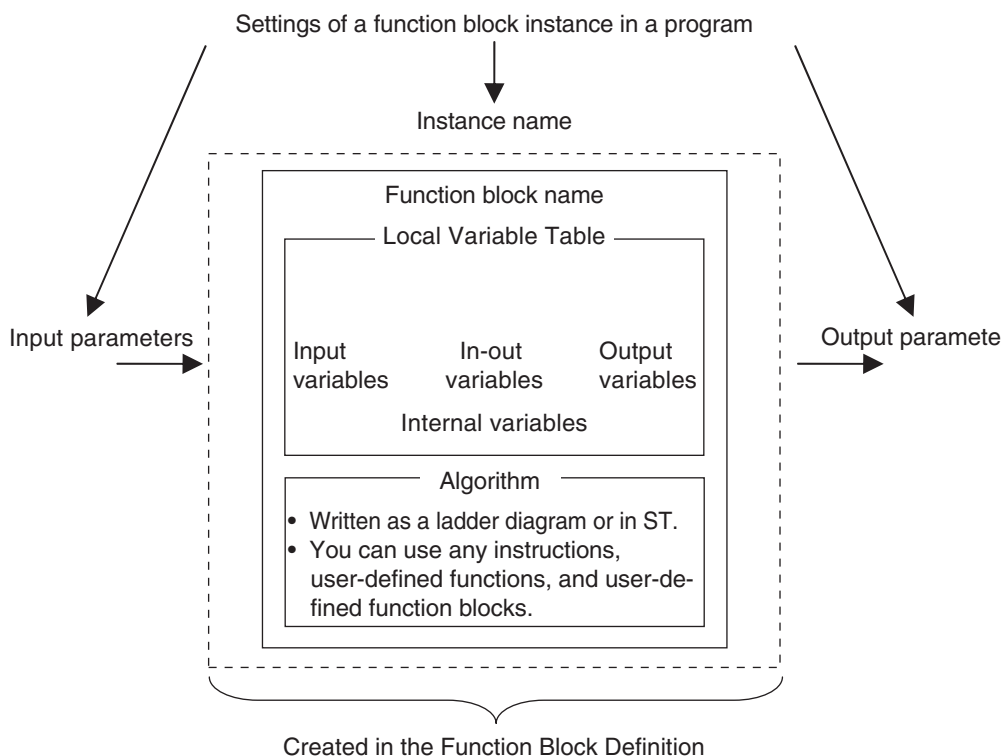 Settings of a function block instance in a program
Instance name
Function block name
Local Variable Table
Input parameters
Output paramete
Input variables
In-out variables
Output variables
Internal variables
Algorithm
• Written as a ladder diagram or in ST.
• You can use any instructions,
user-defined functions, and user-de-
fined function blocks.
Created in the Function Block Definition